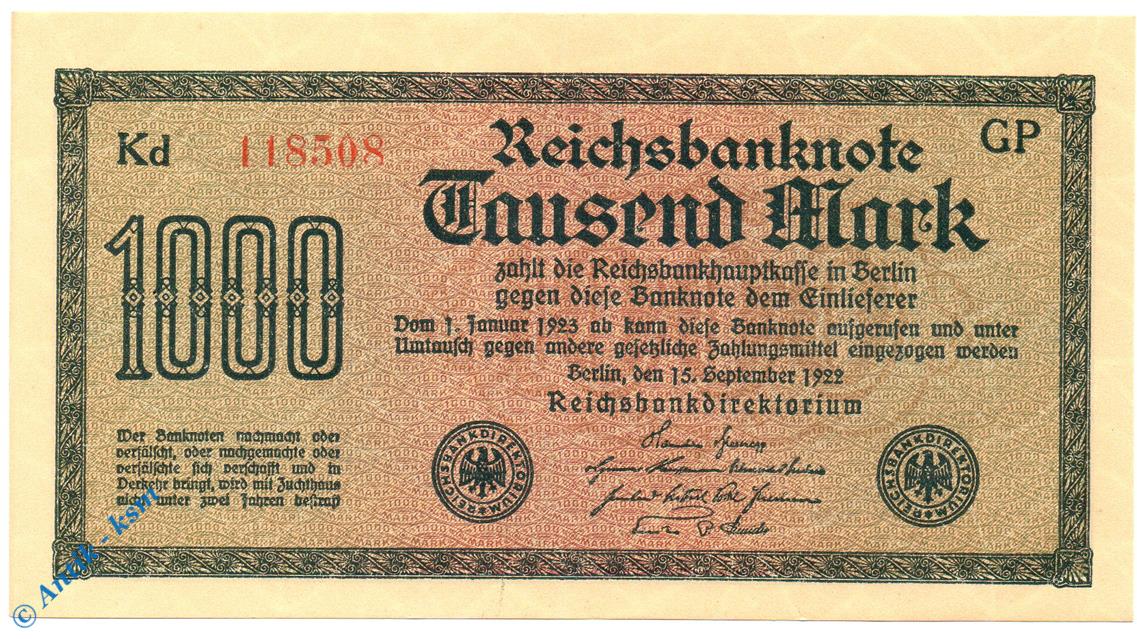 Kd 118508
GP
Reichsbanknote
Tausend Mark
1000
zahlt die Reichsbankhauptkasse in Berlin
gegen diese Banknote dem Einlieferer
Vom 1. Januar 1923 ab kann diese Banknote aufgerufen und unter
Umtausch gegen andere gesetzliche Zahlungsmittel eingezogen werden
Berlin, den 15. September 1922
Reichsbankdirektorium
Wer Banknoten nachmacht oder
verfälscht, oder nachgemachte oder
verfälschte sich verschafft und in
Verkehr bringt, wird mit Zuchthaus
nicht unter zwei Jahren bestraft
REICHSBANKDIREKTORIUM
REICHSBANKDIREKTORIUM
© Antik - ksm